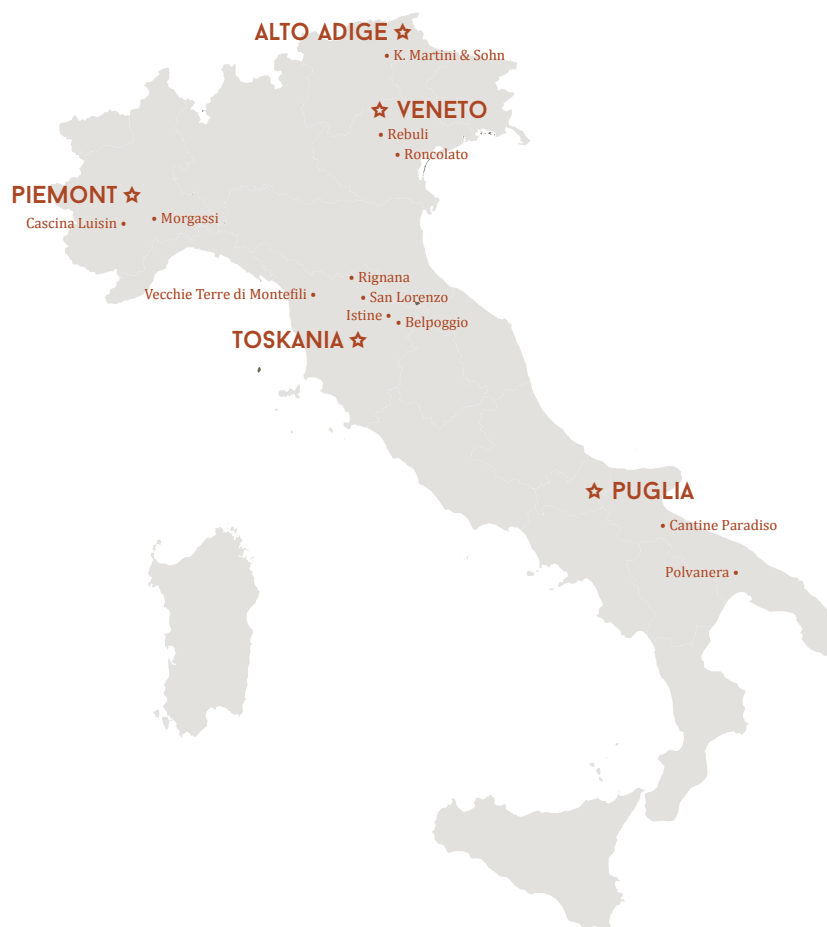 ALTO ADIGE
K. Martini & Sohn
VENETO
Rebuli
Roncolato
PIEMONT
Cascina Luisin
Morgassi
Rignana
Vecchie Terre di Montefili
San Lorenzo
Istine
Belpoggio
TOSKANIA
PUGLIA
Cantine Paradiso
Polvanera